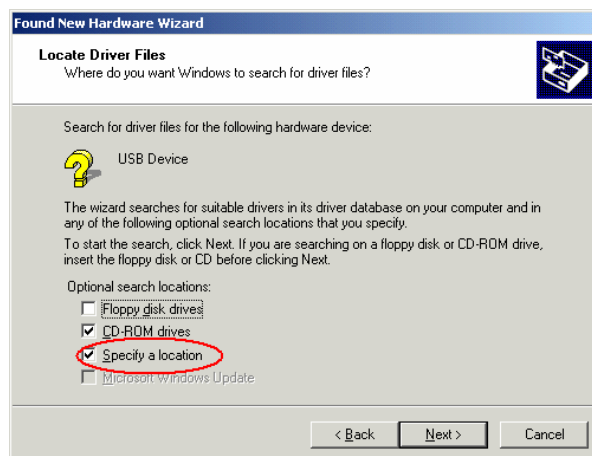 Found New Hardware Wizard
Locate Driver Files
Where do you want Windows to search for driver files?
Search for driver files for the following hardware device:
USB Device
The wizard searches for suitable drivers in its driver database on your computer and in
any of the following optional search locations that you specify.
To start the search, click Next. If you are searching on a floppy disk or CD-ROM drive,
insert the floppy disk or CD before clicking Next.
Optional search locations:
Floppy disk drives
CD-ROM drives
Specify a location
Microsoft Windows Update
< Back
Next >
Cancel